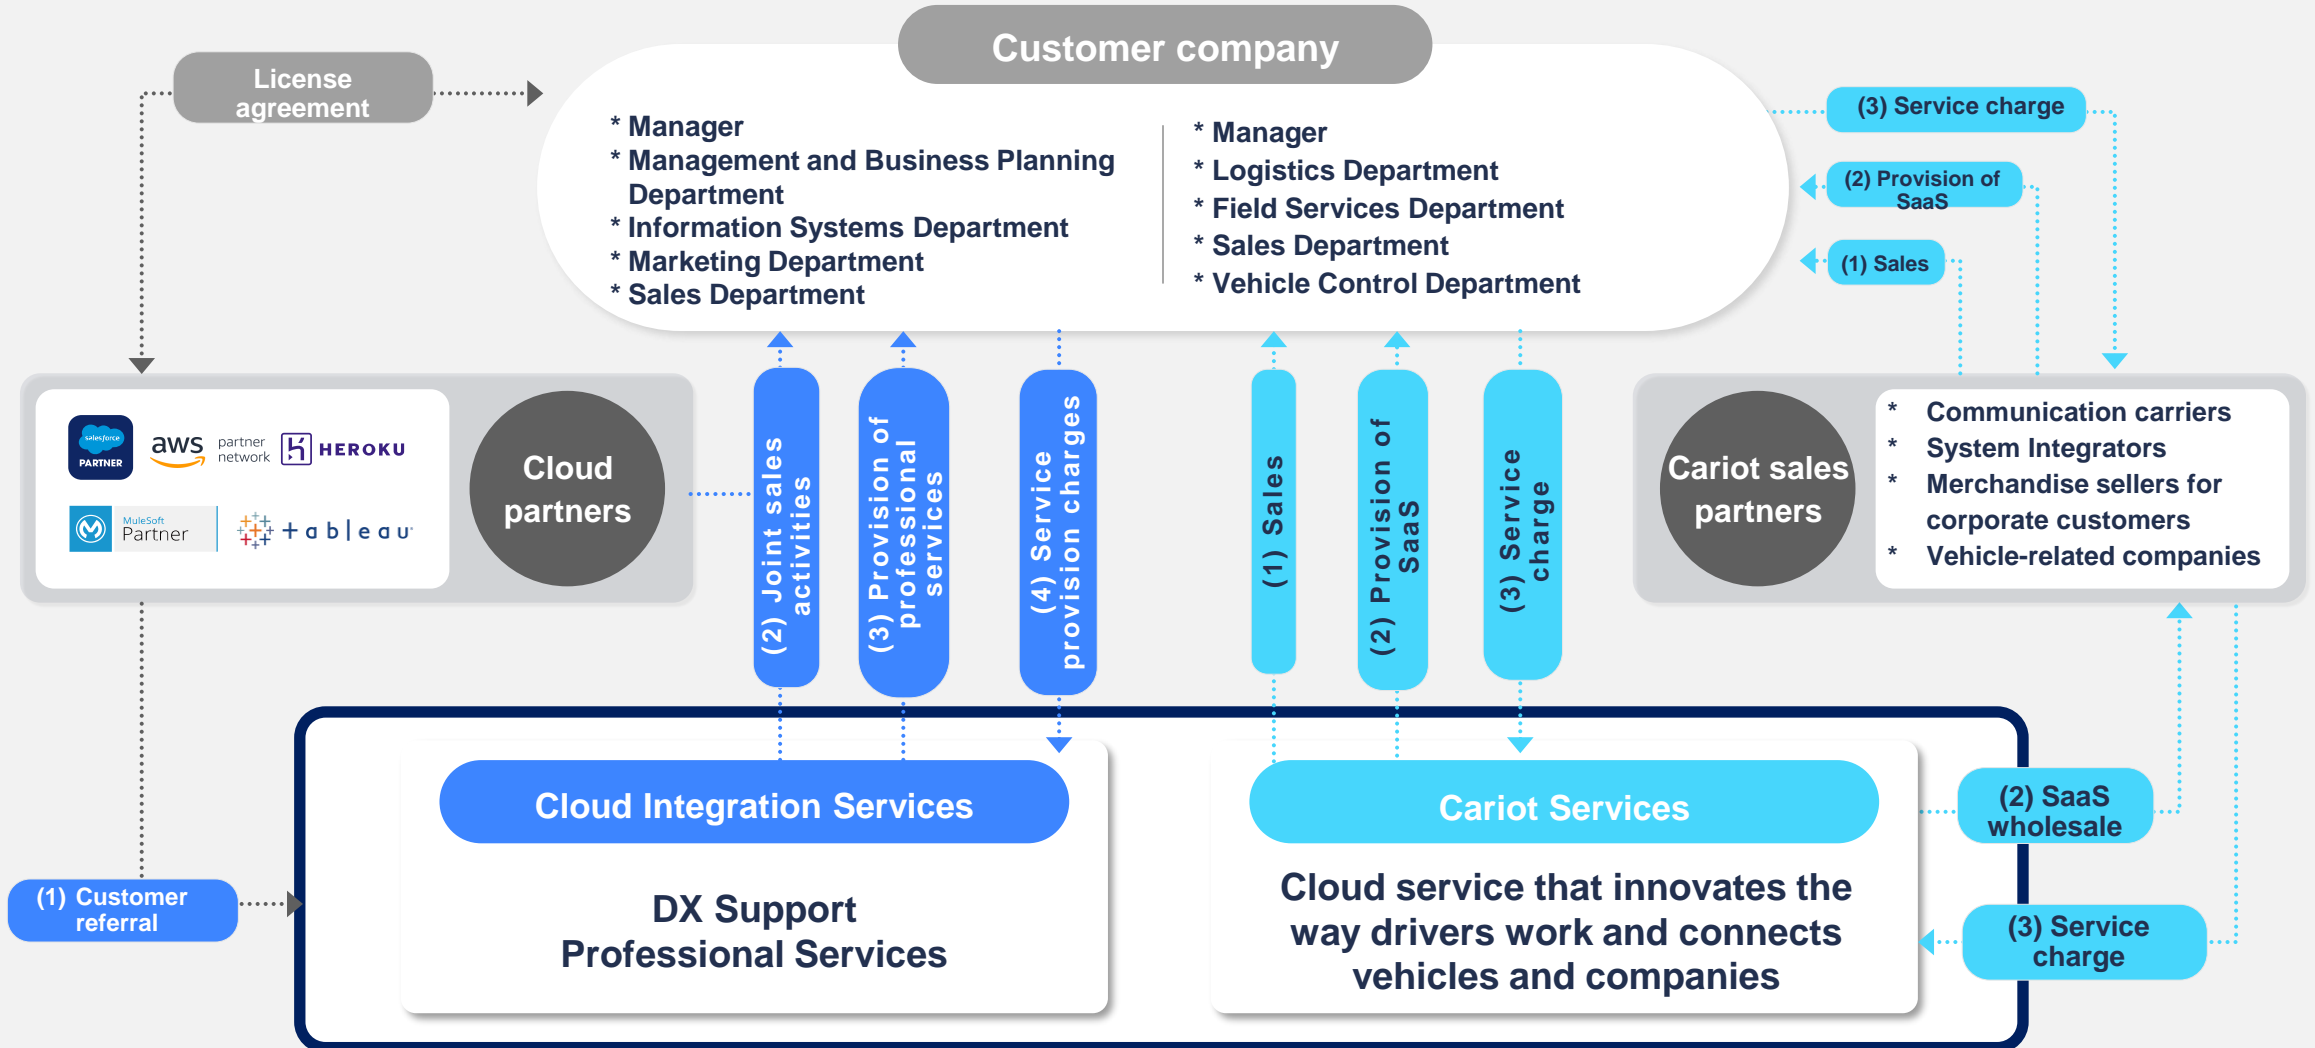 Customer company
License
agreement
* Manager
* Management and Business Planning
Department
* Information Systems Department
* Marketing Department
* Sales Department
* Manager
* Logistics Department
* Field Services Department
* Sales Department
* Vehicle Control Department
(3) Service charge
(2) Provision of
SaaS
(1) Sales
salesforce
PARTNER
aws partner
network
HEROKU
MuleSoft
Partner
+ableau
Cloud
partners
(2) Joint sales
activities
(3) Provision of
professional
services
(4) Service
provision charges
(1) Sales
(2) Provision of
SaaS
(3) Service
charge
Cariot sales
partners
* Communication carriers
* System Integrators
* Merchandise sellers for
corporate customers
* Vehicle-related companies
Cloud Integration Services
DX Support
Professional Services
Cariot Services
Cloud service that innovates the
way drivers work and connects
vehicles and companies
(1) Customer
referral
(2) SaaS
wholesale
(3) Service
charge